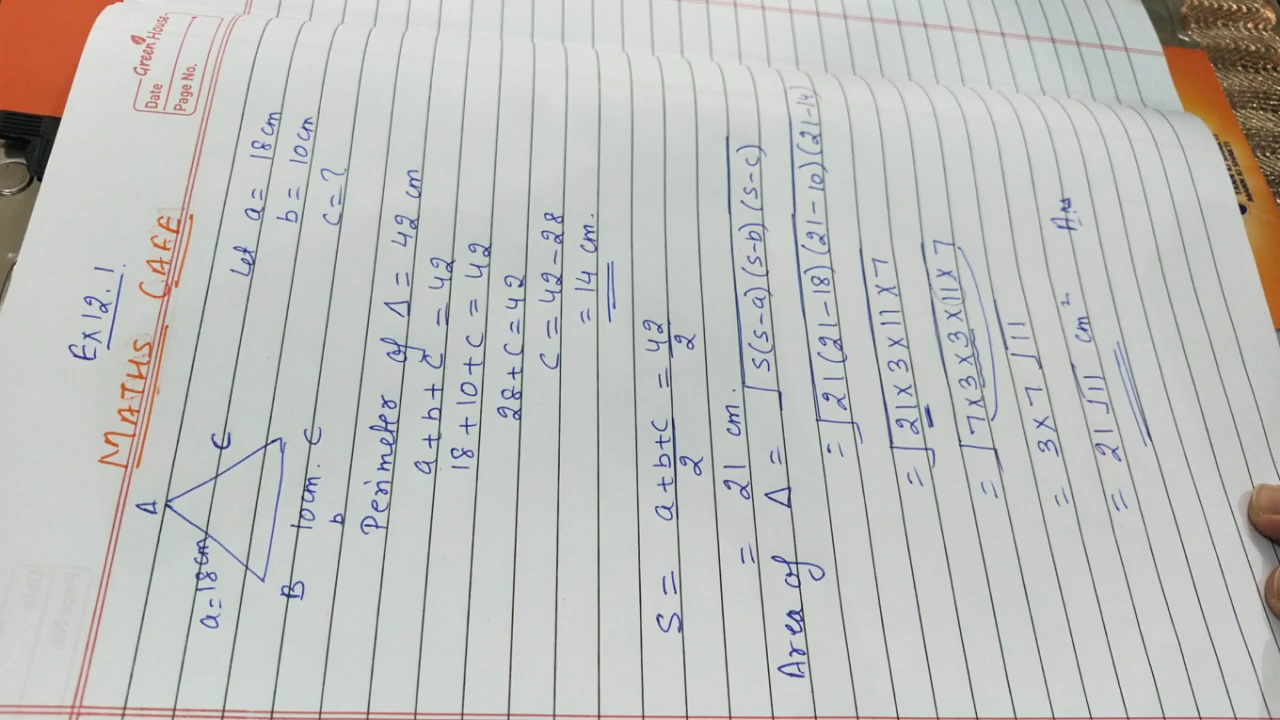 Green House
Date
Page No.
Ex 12.1
MATHS CAFE
A
a=18cm
C
B
10cm.
C
b
Let a = 18cm
b = 10cm
c = ?
Perimeter of Δ = 42 cm
a+b+c = 42
18+10+c = 42
28+c=42
c = 42-28
= 14 cm.
S = a+b+c/2 = 42/2
= 21 cm.
Area of Δ = √s(s-a)(s-b)(s-c)
= √21(21-18)(21-10)(21-14)
= √21×3×11×7
= √7×3×3×11×7
= 3×7√11
= 21√11 cm² Ans